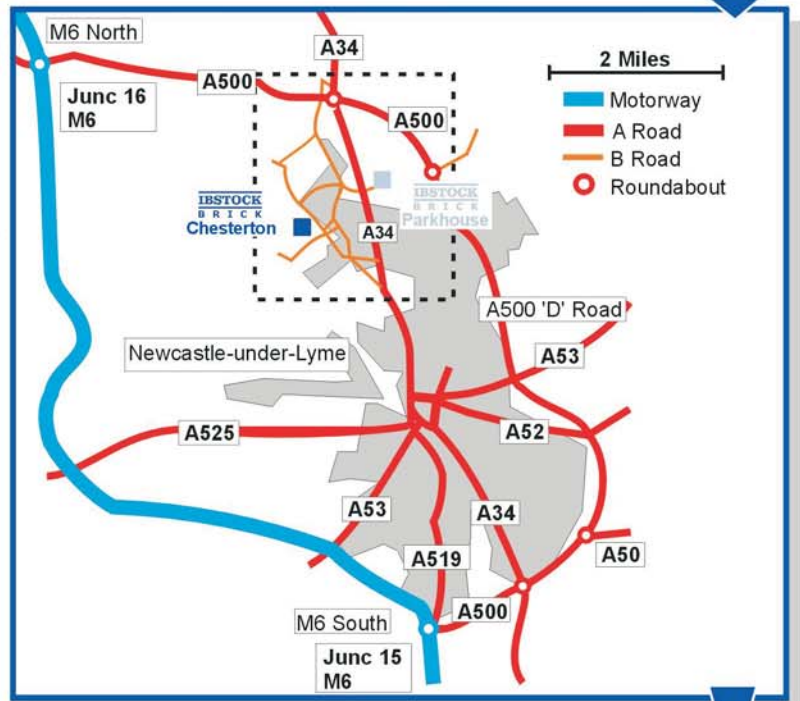 M6 North
A34
2 Miles
A500
Junc 16
M6
Motorway
A500
A Road
B Road
Roundabout
IBSTOCK
BRICK
Chesterton
IBSTOCK
BRICK
Parkhouse
A34
A500 'D' Road
Newcastle-under-Lyme
A53
A525
A52
A53
A34
A519
A50
A500
M6 South
Junc 15
M6